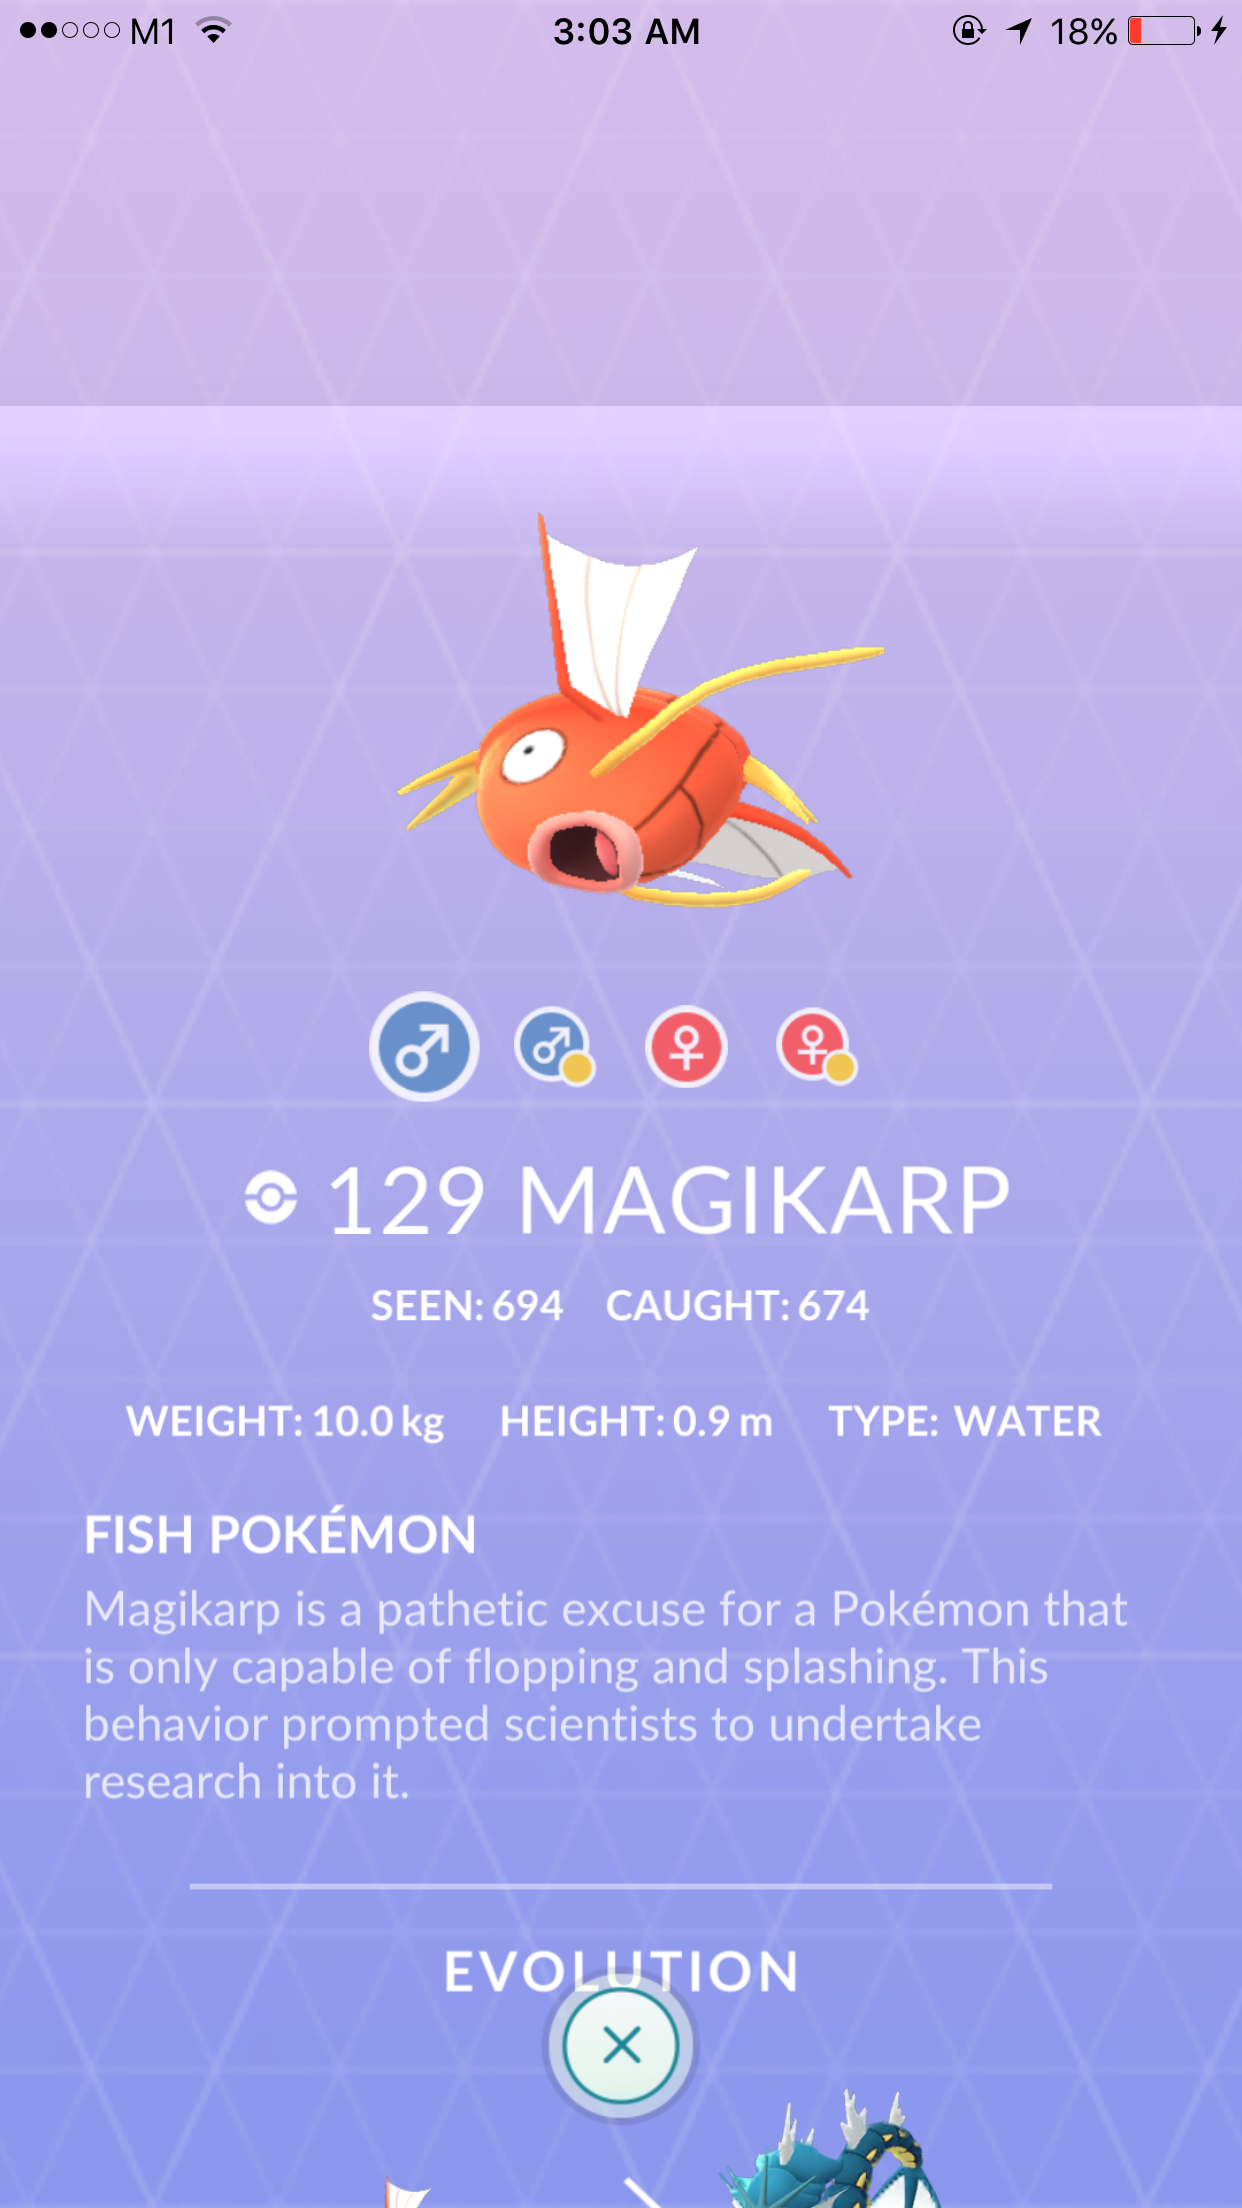 M1 3:03 AM 18%
129 MAGIKARP
SEEN: 694 CAUGHT: 674
WEIGHT: 10.0 kg HEIGHT: 0.9 m TYPE: WATER
FISH POKÉMON
Magikarp is a pathetic excuse for a Pokémon that
is only capable of flopping and splashing. This
behavior prompted scientists to undertake
research into it.
EVOLUTION